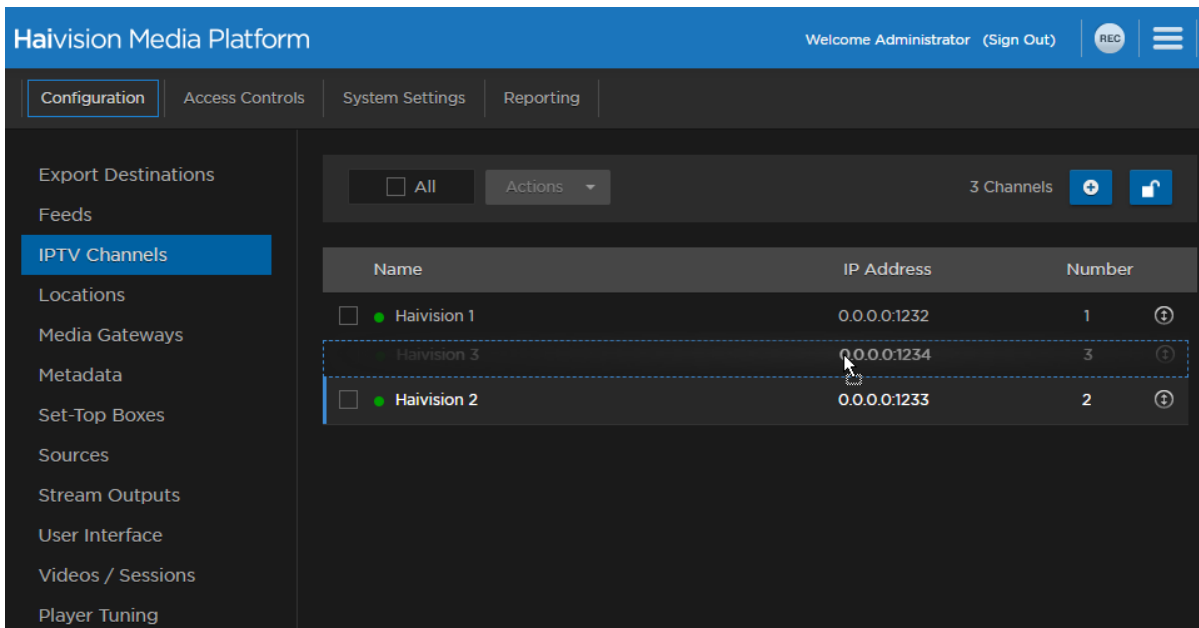 Haivision Media Platform Welcome Administrator (Sign Out) REC
Configuration Access Controls System Settings Reporting
Export Destinations
Feeds
IPTV Channels
Locations
Media Gateways
Metadata
Set-Top Boxes
Sources
Stream Outputs
User Interface
Videos / Sessions
Player Tuning
All Actions 3 Channels
Name IP Address Number
Haivision 1 0.0.0.0:1232 1
Haivision 3 0.0.0.0:1234 3
Haivision 2 0.0.0.0:1233 2